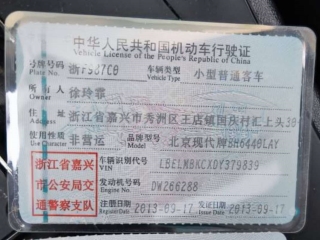 中华人民共和国机动车行驶证
Vehicle License of the People's Republic of China
号牌号码 浙F9J7C0 车辆类型 小型普通客车
Plate No. Vehicle Type
所有人 徐玲霏
Owner
住址 浙江省嘉兴市秀洲区王店镇国庆村汇上头30
使用性质 非营运 品牌型号 北京现代牌BH6440LAY
Use Character Model
浙江省嘉兴 车辆识别代号 LBELMBKCXDY379839
VIN
市公安局交 发动机号码 DW266288
Engine No.
通警察支队 注册日期 2013-09-17 发证日期 2013-09-17
Register Date Issue Date